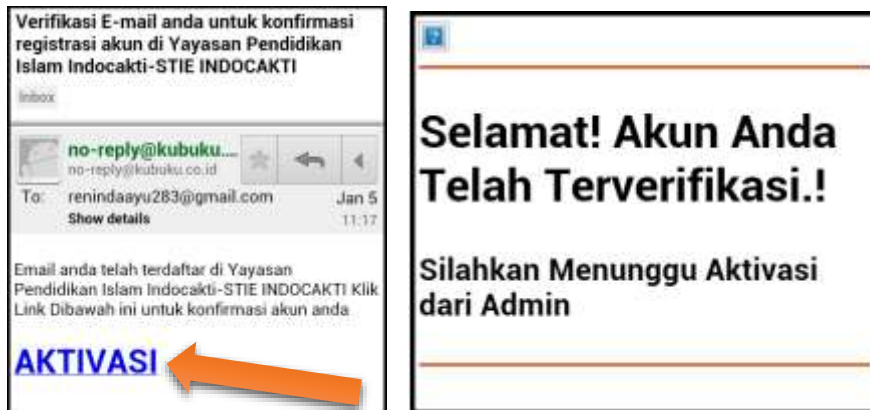 Verifikasi E-mail anda untuk konfirmasi
registrasi akun di Yayasan Pendidikan
Islam Indocakti-STIE INDOCAKTI
Inbox
no-reply@kubuku....
no-reply@kubuku.co.id
To: renindaayu283@gmail.com Jan 5
Show details 11:17
Email anda telah terdaftar di Yayasan
Pendidikan Islam Indocakti-STIE INDOCAKTI Klik
Link Dibawah ini untuk konfirmasi akun anda
AKTIVASI
Selamat! Akun Anda
Telah Terverifikasi.!
Silahkan Menunggu Aktivasi
dari Admin